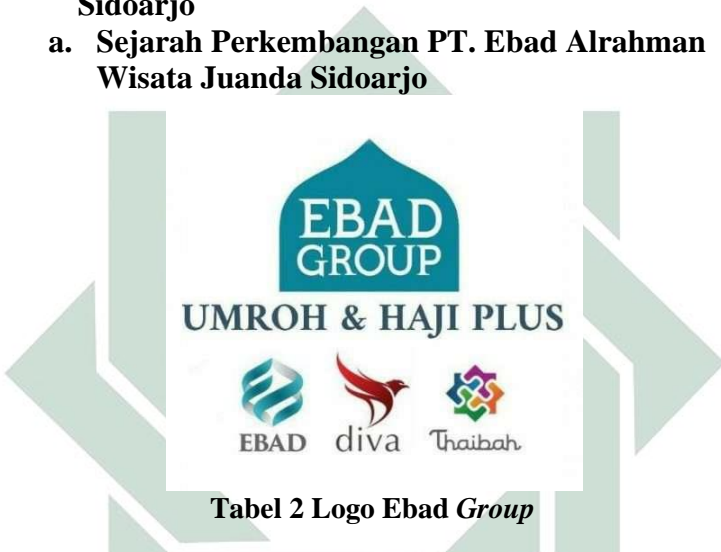 Sidoarjo
a. Sejarah Perkembangan PT. Ebad Alrahman
Wisata Juanda Sidoarjo
EBAD
GROUP
UMROH & HAJI PLUS
EBAD diva Thaibah
Tabel 2 Logo Ebad Group